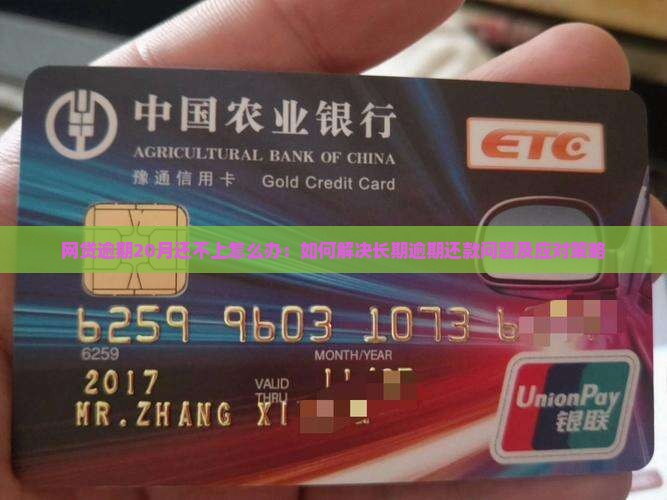 中国农业银行
AGRICULTURAL BANK OF CHINA
ETC
豫通信用卡 Gold Credit Card
网贷逾期20月还不上怎么办：如何解决长期逾期还款问题及应对策略
6259 9603 1073
6259
MONTH/YEAR
2017
VALID THRU
MR.ZHANG XI
UnionPay
银联